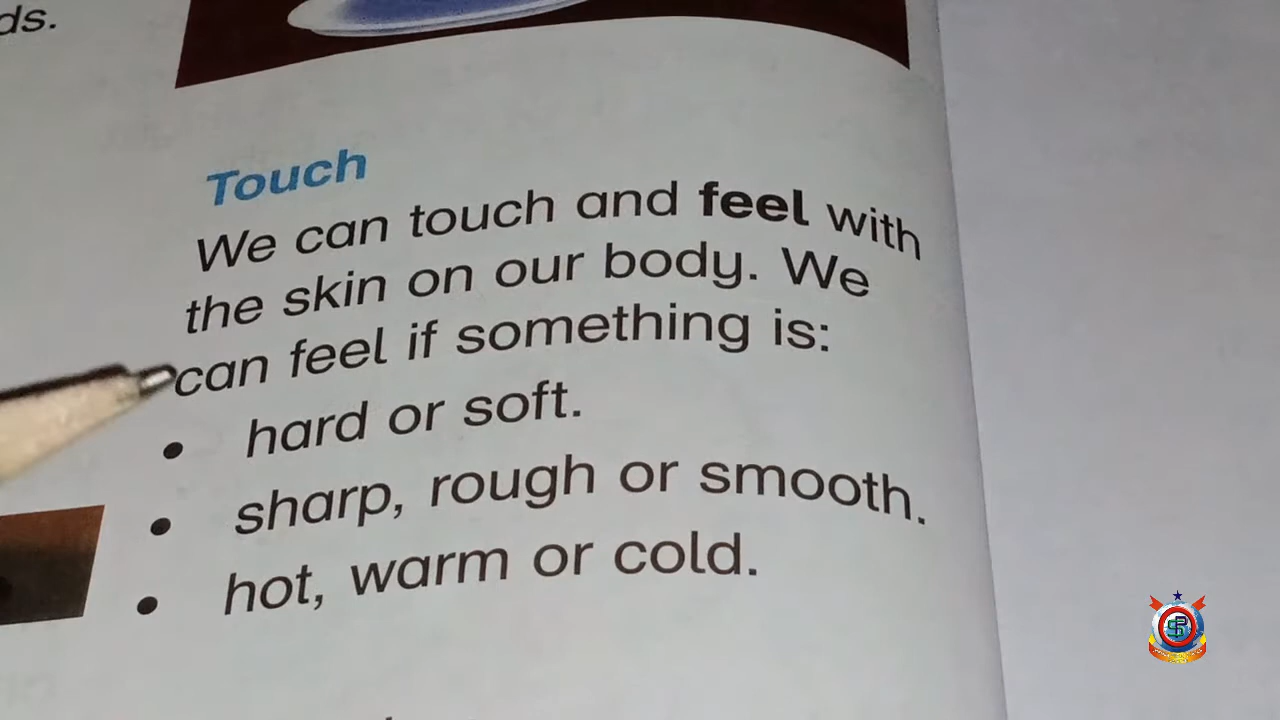 ds.
Touch
We can touch and feel with
the skin on our body. We
can feel if something is:
• hard or soft.
• sharp, rough or smooth.
• hot, warm or cold.